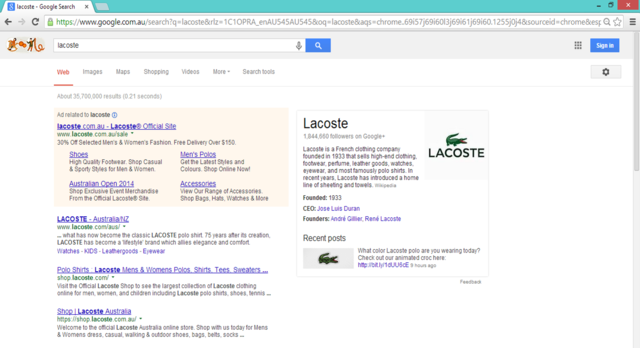 lacoste - Google Search
https://www.google.com.au/search?q=lacoste&rlz=1C1OPRA_enAU545AU545&oq=lacoste&aqs=chrome..69i57j69i60l3j69i61j69i60.1255j0j4&sourceid=chrome&esp
lacoste
Sign in
Web Images Maps Shopping Videos More Search tools
About 35,700,000 results (0.21 seconds)
Ad related to lacoste
lacoste.com.au - Lacoste® Official Site
www.lacoste.com.au/sale
30% Off Selected Men's & Women's Fashion. Free Delivery Over $150.
Shoes
High Quality Footwear. Shop Casual
& Sporty Styles for Men & Women.
Men's Polos
Get the Latest Styles and
Colours. Shop Online Now!
Australian Open 2014
Shop Exclusive Event Merchandise
From the Official Lacoste® Site.
Accessories
View Our Range of Accessories.
Shop Bags, Hats, Watches & More
LACOSTE - Australia/NZ
www.lacoste.com/aus/
... what has now become the classic LACOSTE polo shirt. 75 years after its creation,
LACOSTE has become a 'lifestyle' brand which allies elegance and comfort.
Watches - KIDS - Leathergoods - Eyewear
Polo Shirts : Lacoste Mens & Womens Polos, Shirts, Tees, Sweaters ...
shop.lacoste.com/
Visit the Official Lacoste Shop to see the largest collection of Lacoste clothing
online for men, women, and children including Lacoste polo shirts, shoes, tennis ...
Shop | Lacoste Australia
https://shop.lacoste.com.au/
Welcome to the official Lacoste Australia online store. Shop with us today for Mens
& Womens dress, casual, walking & outdoor shoes, bags, belts, socks ...
Lacoste
1,844,660 followers on Google+
LACOSTE
Lacoste is a French clothing company
founded in 1933 that sells high-end clothing,
footwear, perfume, leather goods, watches,
eyewear, and most famously polo shirts. In
recent years, Lacoste has introduced a home
line of sheeting and towels. Wikipedia
Founded: 1933
CEO: Jose Luis Duran
Founders: André Gillier, René Lacoste
Recent posts
What color Lacoste polo are you wearing today?
Check out our animated croc here:
http://bit.ly/1dUU6cE 9 hours ago
Feedback